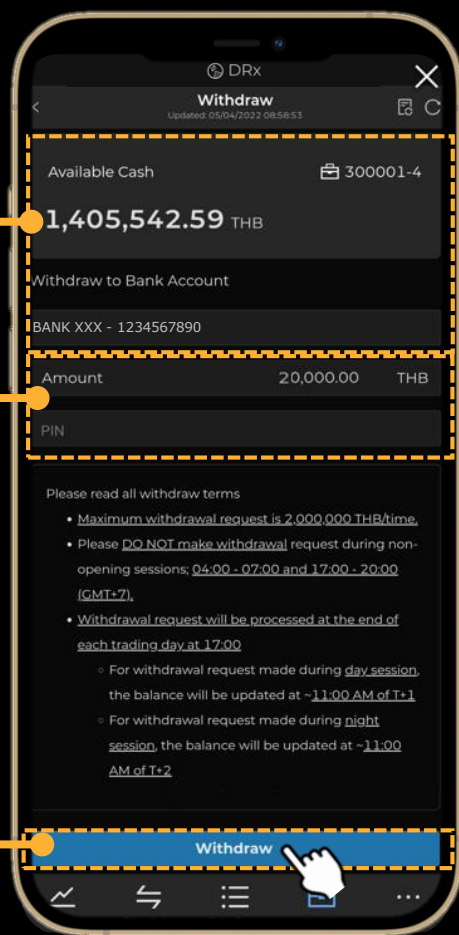 DRx
Withdraw
Updated: 05/04/2022 08:58:53
Available Cash 300001-4
1,405,542.59 THB
Withdraw to Bank Account
BANK XXX - 1234567890
Amount 20,000.00 THB
PIN
Please read all withdraw terms
• Maximum withdrawal request is 2,000,000 THB/time.
• Please DO NOT make withdrawal request during non-
opening sessions; 04:00 - 07:00 and 17:00 - 20:00
(GMT+7).
• Withdrawal request will be processed at the end of
each trading day at 17:00
◦ For withdrawal request made during day session,
the balance will be updated at ~11:00 AM of T+1
◦ For withdrawal request made during night
session, the balance will be updated at ~11:00
AM of T+2
Withdraw